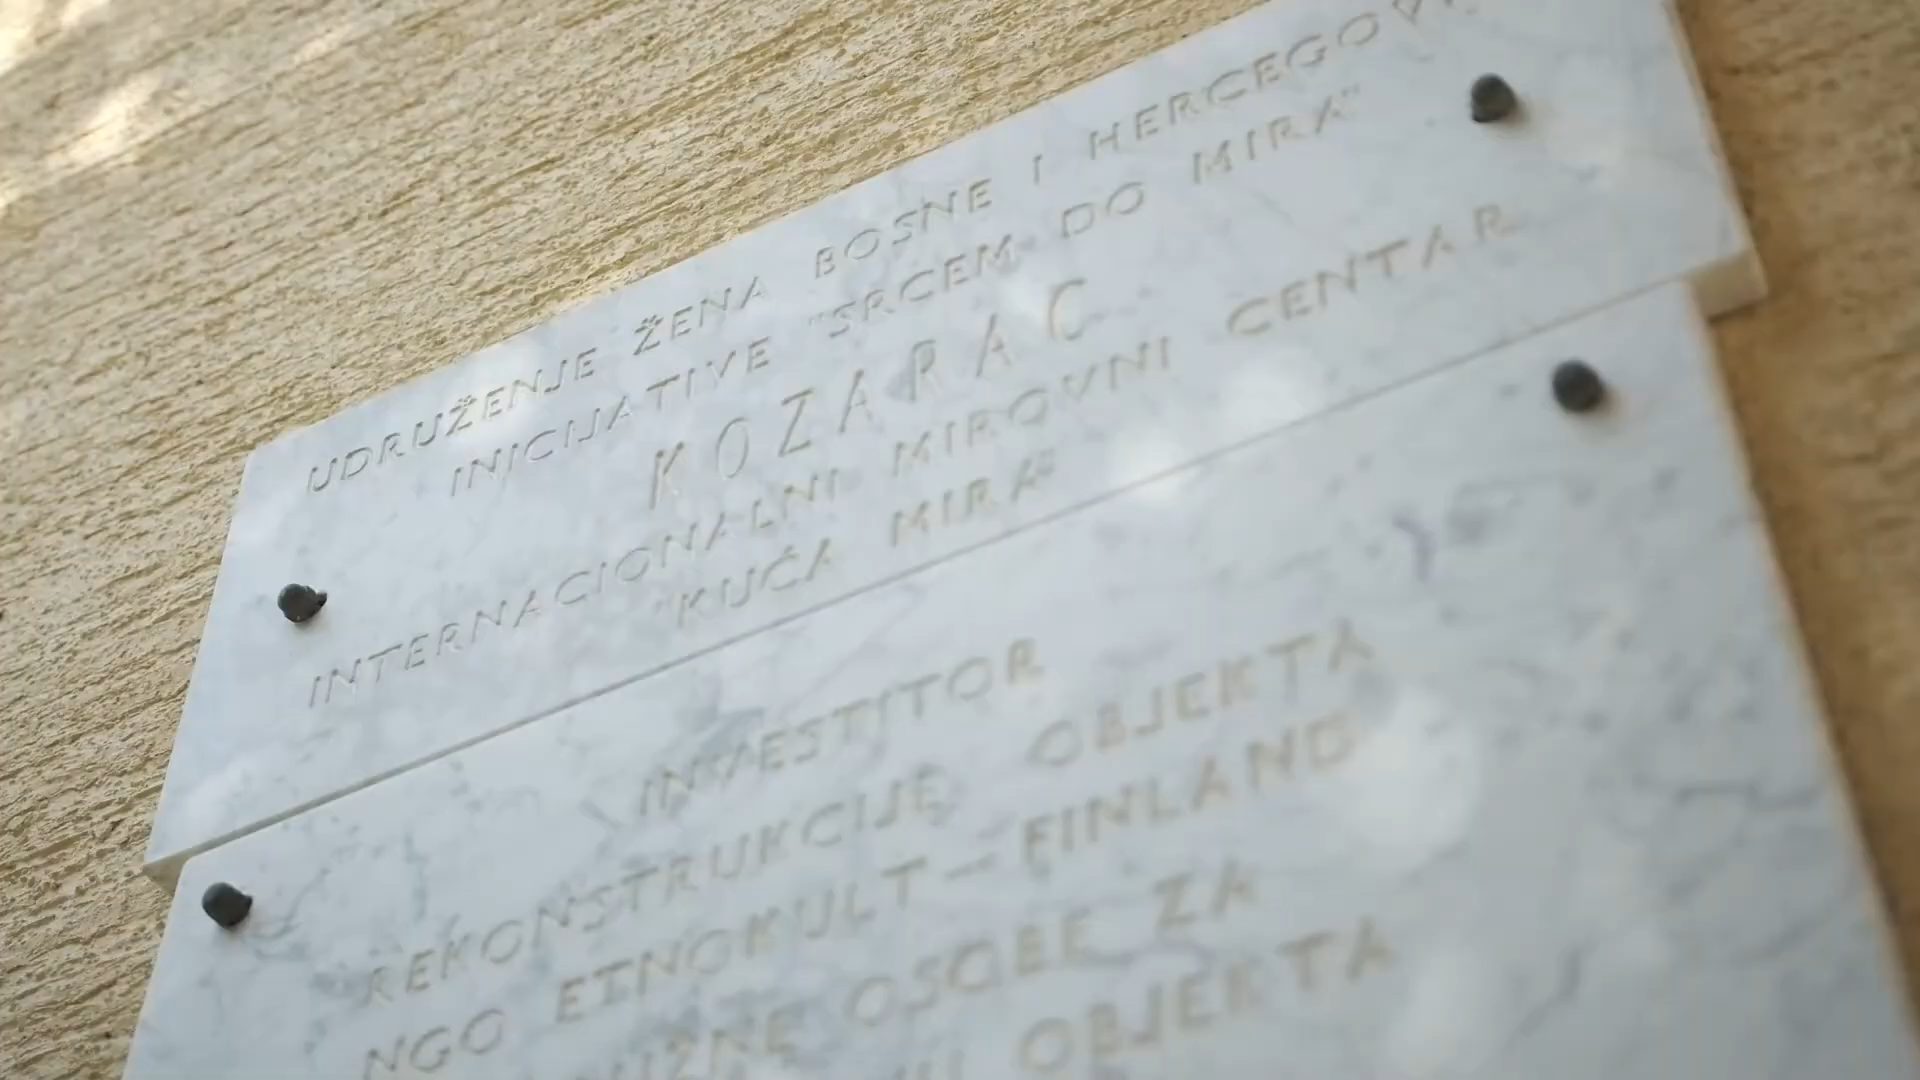 UDRUŽENJE ŽENA BOSNE I
INICIJATIVE "SRCEM DO MIRA"
KOZARAC
INTERNACIONALNI MIROVNI CENTAR
"KUĆA MIRA"
INVESTITOR
REKONSTRUKCIJE OBJEKTA
NGO ETNOKULT – FINLAND
OSOBE ZA
OBJEKTA